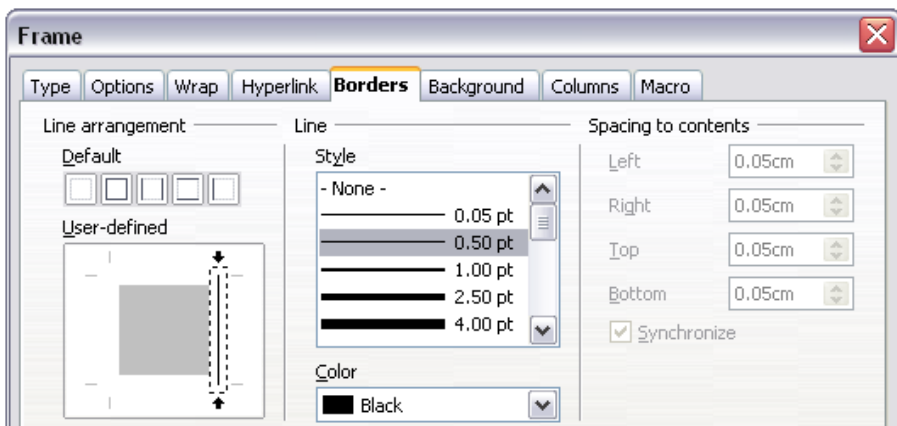 Frame
Type Options Wrap Hyperlink Borders Background Columns Macro
Line arrangement
Default
User-defined
Line
Style
- None -
0.05 pt
0.50 pt
1.00 pt
2.50 pt
4.00 pt
Color
Black
Spacing to contents
Left 0.05cm
Right 0.05cm
Top 0.05cm
Bottom 0.05cm
Synchronize